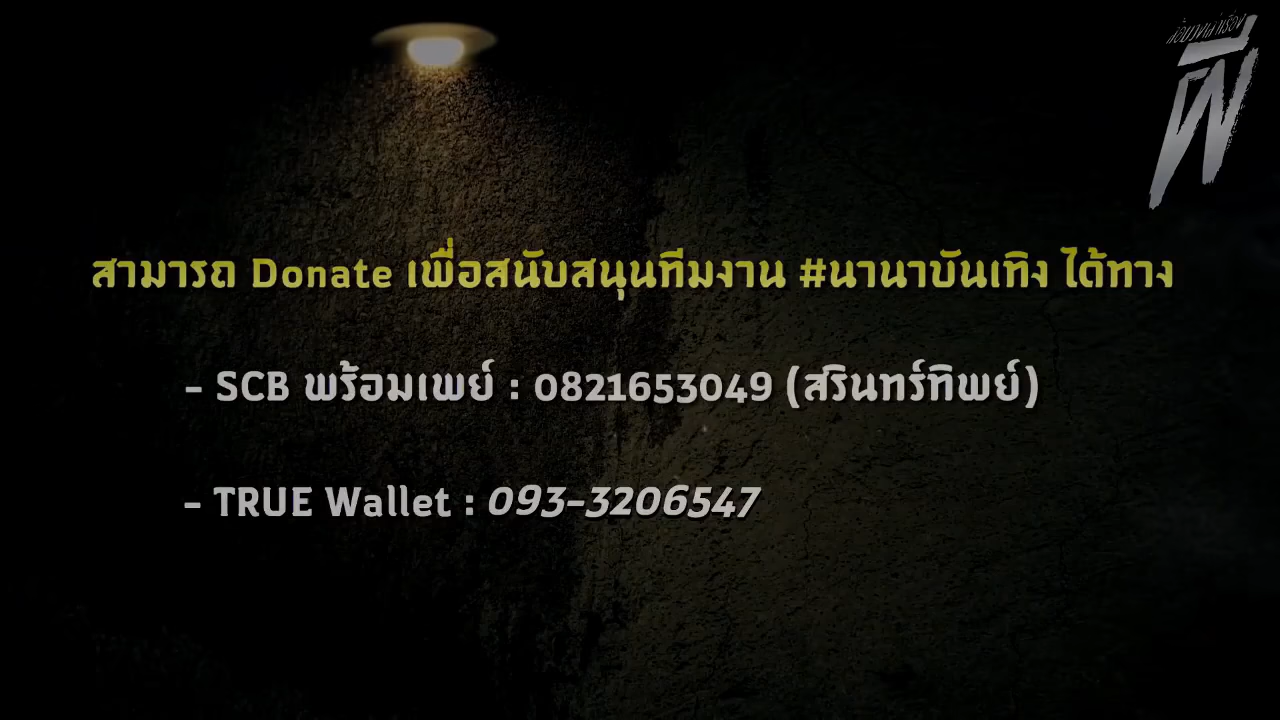 ผี
สามารถ Donate เพื่อสนับสนุนทีมงาน #นานาบันเทิง ได้ทาง
- SCB พร้อมเพย์ : 0821653049 (สรินทร์ทิพย์)
- TRUE Wallet : 093-3206547